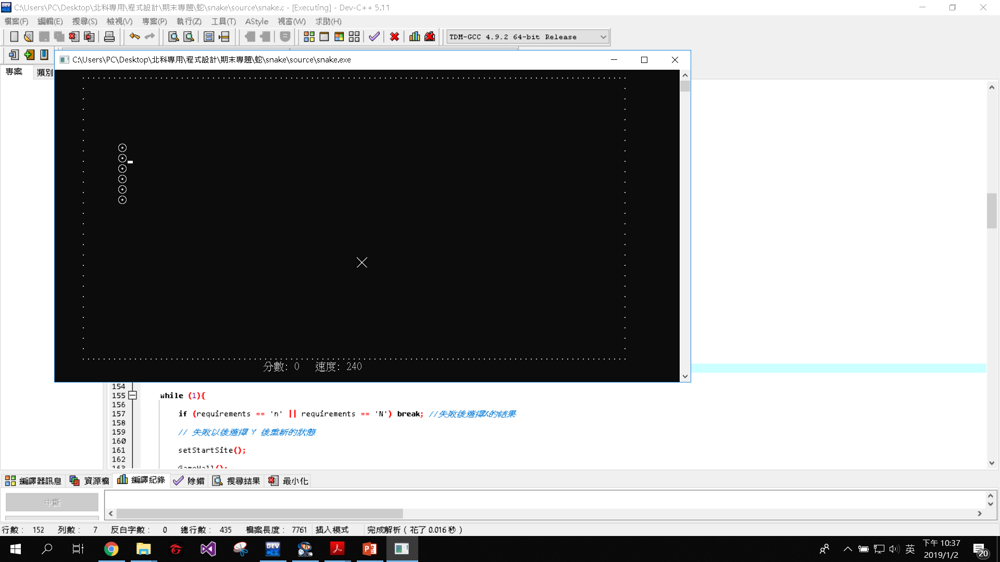 C:\Users\PC\Desktop\北科專用\程式設計\期末專題\蛇\snake\source\snake.c - [Executing] - Dev-C++ 5.11
檔案(F) 編輯(E) 搜尋(S) 檢視(V) 專案(P) 執行(Z) 工具(T) AStyle 視窗(W) 求助(H)
TDM-GCC 4.9.2 64-bit Release
C:\Users\PC\Desktop\北科專用\程式設計\期末專題\蛇\snake\source\snake.exe
專案 類別
分數: 0 速度: 240
154
155 while (1){
156
157 if (requirements == 'n' || requirements == 'N') break; //失敗後選擇X的結果
158
159 // 失敗以後選擇 Y 後重新的狀態
160
161 setStartSite();
162
163 GameWall();
編譯器訊息 資源檔 編譯紀錄 除錯 搜尋結果 最小化
中斷
行數: 152 列數: 7 反白字數: 0 總行數: 435 檔案長度: 7761 插入模式 完成解析 ( 花了 0.016 秒 )
DEV C++
英
下午 10:37
2019/1/2
20